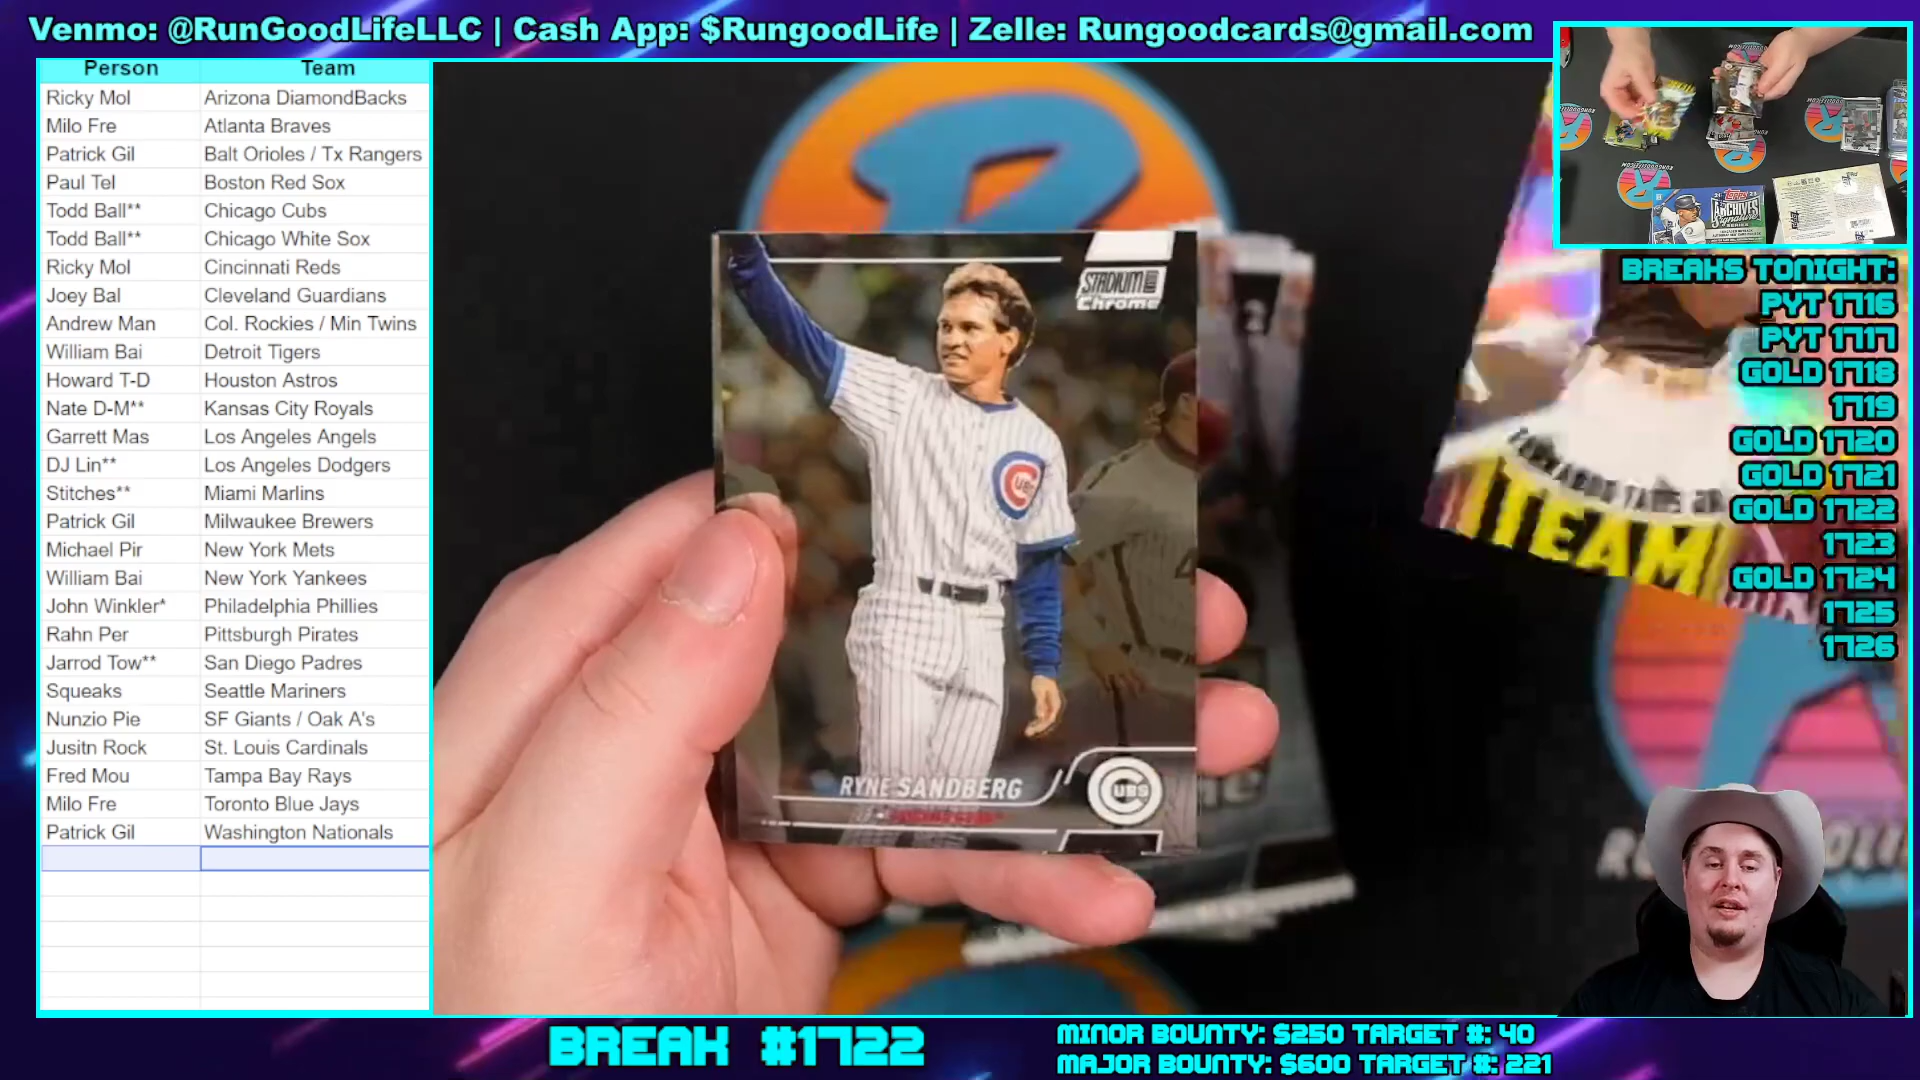 Venmo: @RunGoodLifeLLC | Cash App: $RungoodLife | Zelle: Rungoodcards@gmail.com
Person Team
Ricky Mol Arizona DiamondBacks
Milo Fre Atlanta Braves
Patrick Gil Balt Orioles / Tx Rangers
Paul Tel Boston Red Sox
Todd Ball** Chicago Cubs
Todd Ball** Chicago White Sox
Ricky Mol Cincinnati Reds
Joey Bal Cleveland Guardians
Andrew Man Col. Rockies / Min Twins
William Bai Detroit Tigers
Howard T-D Houston Astros
Nate D-M** Kansas City Royals
Garrett Mas Los Angeles Angels
DJ Lin** Los Angeles Dodgers
Stitches** Miami Marlins
Patrick Gil Milwaukee Brewers
Michael Pir New York Mets
William Bai New York Yankees
John Winkler* Philadelphia Phillies
Rahn Per Pittsburgh Pirates
Jarrod Tow** San Diego Padres
Squeaks Seattle Mariners
Nunzio Pie SF Giants / Oak A's
Jusitn Rock St. Louis Cardinals
Fred Mou Tampa Bay Rays
Milo Fre Toronto Blue Jays
Patrick Gil Washington Nationals
STADIUM
Chrome
CUBS
RYNE SANDBERG
CUBS
TEAM
Topps
ARCHIVES
Signature
BREAKS TONIGHT:
PYT 1716
PYT 1717
GOLD 1718
1719
GOLD 1720
GOLD 1721
GOLD 1722
1723
GOLD 1724
1725
1726
BREAK #1722
MINOR BOUNTY: $250 TARGET #: 40
MAJOR BOUNTY: $600 TARGET #: 221